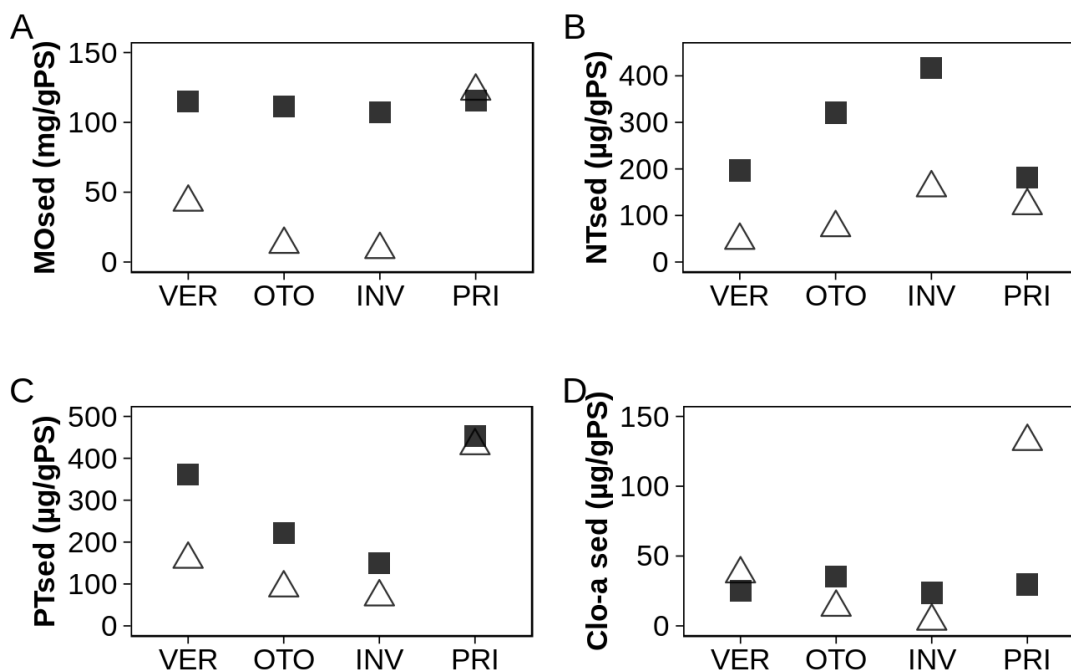 A
MOsed (mg/gPS)
150
100
50
0
VER OTO INV PRI
B
NTsed (µg/gPS)
400
300
200
100
0
VER OTO INV PRI
C
PTsed (µg/gPS)
500
400
300
200
100
0
VER OTO INV PRI
D
Clo-a sed (µg/gPS)
150
100
50
0
VER OTO INV PRI